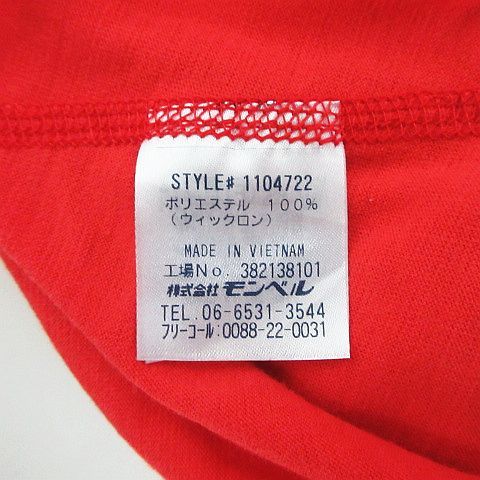 STYLE# 1104722
ポリエステル 100%
(ウィックロン)
MADE IN VIETNAM
工場No. 382138101
株式会社 モンベル
TEL. 06-6531-3544
フリーコール:0088-22-0031